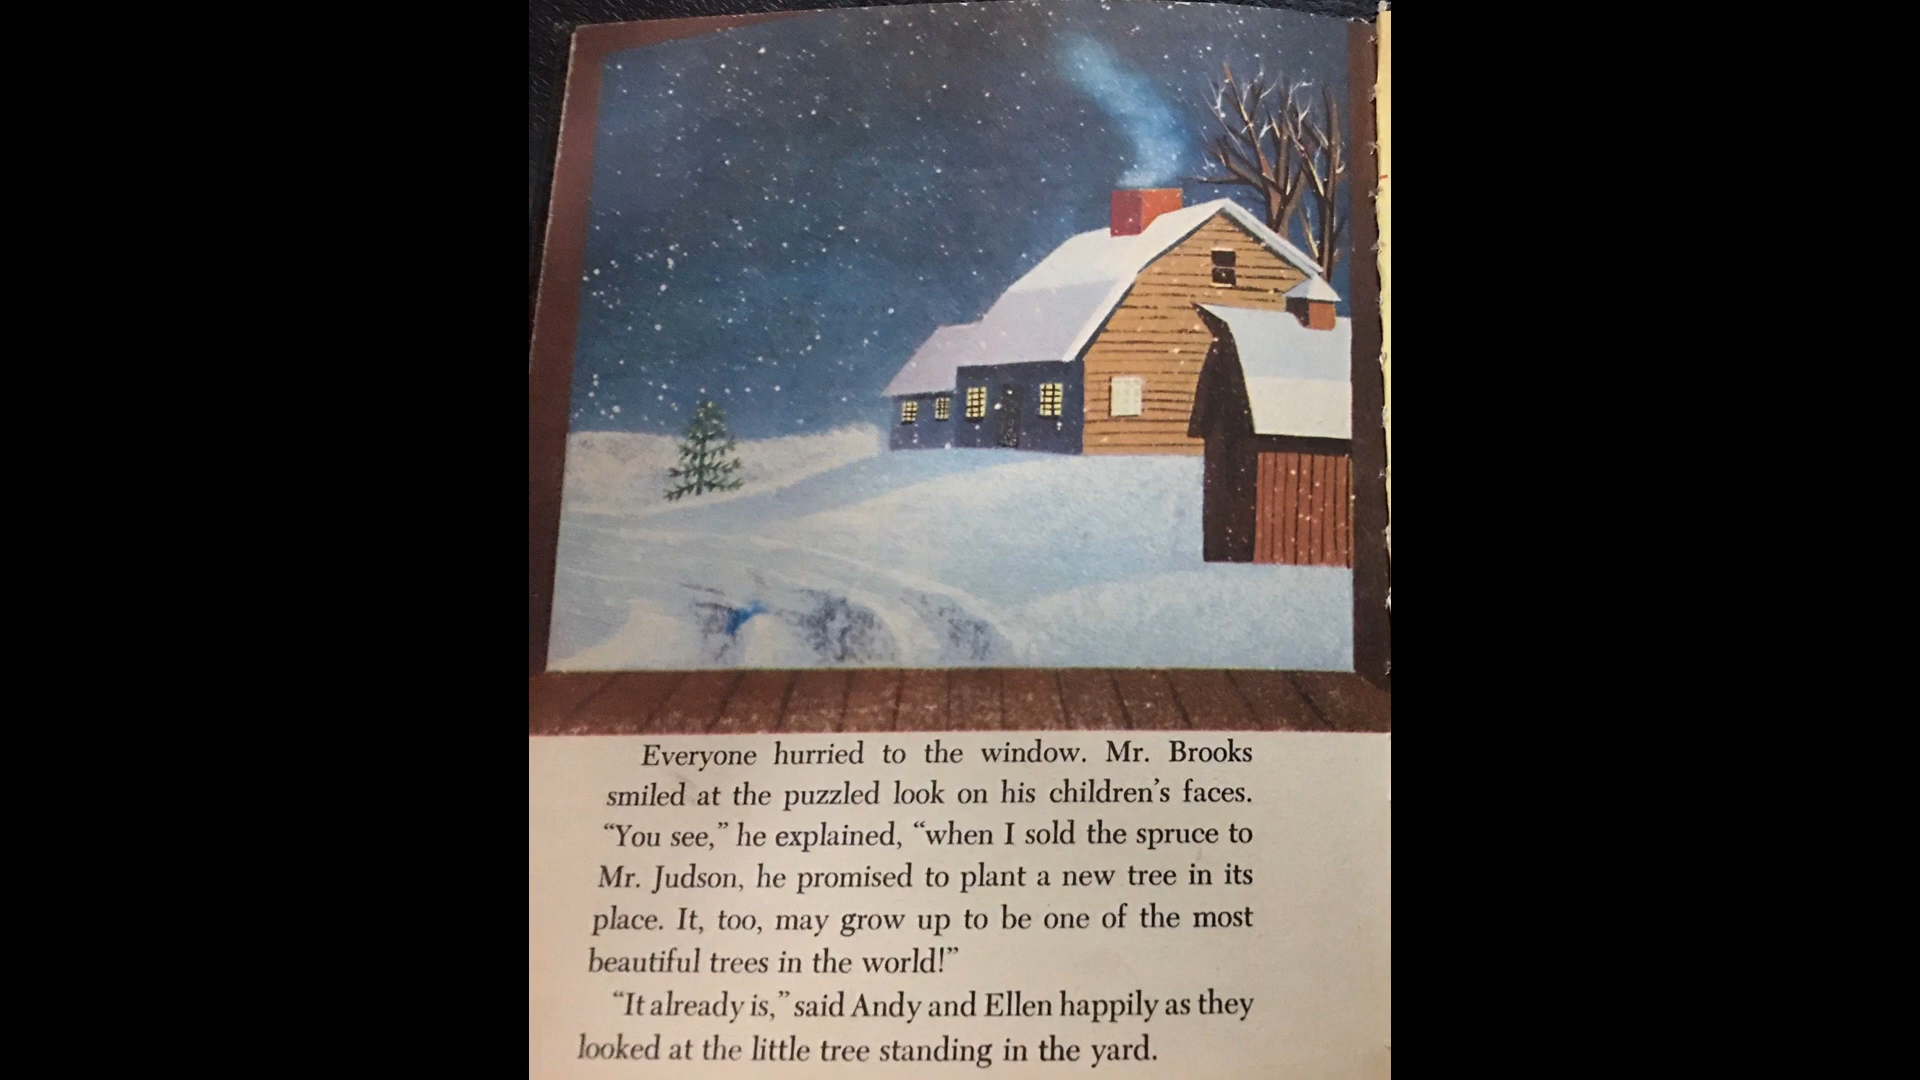 Everyone hurried to the window. Mr. Brooks
smiled at the puzzled look on his children's faces.
“You see,” he explained, “when I sold the spruce to
Mr. Judson, he promised to plant a new tree in its
place. It, too, may grow up to be one of the most
beautiful trees in the world!”
“It already is,” said Andy and Ellen happily as they
looked at the little tree standing in the yard.